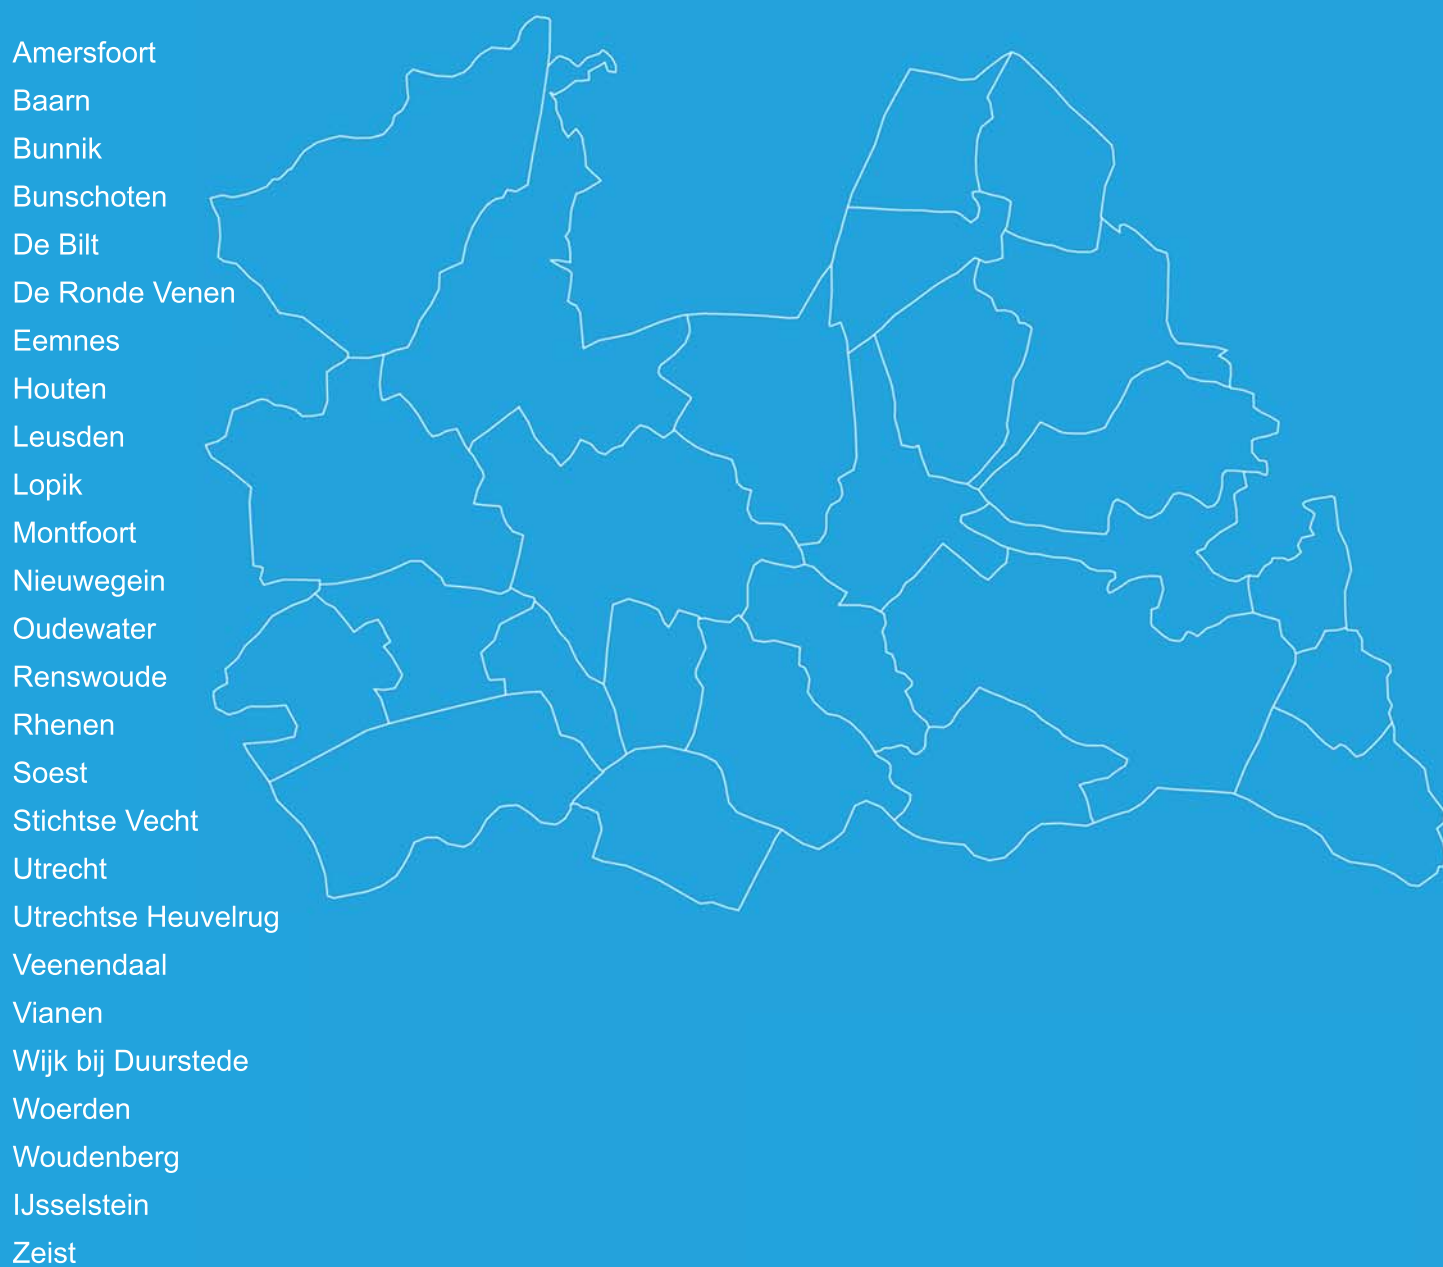 Amersfoort
Baarn
Bunnik
Bunschoten
De Bilt
De Ronde Venen
Eemnes
Houten
Leusden
Lopik
Montfoort
Nieuwegein
Oudewater
Renswoude
Rhenen
Soest
Stichtse Vecht
Utrecht
Utrechtse Heuvelrug
Veenendaal
Vianen
Wijk bij Duurstede
Woerden
Woudenberg
IJsselstein
Zeist